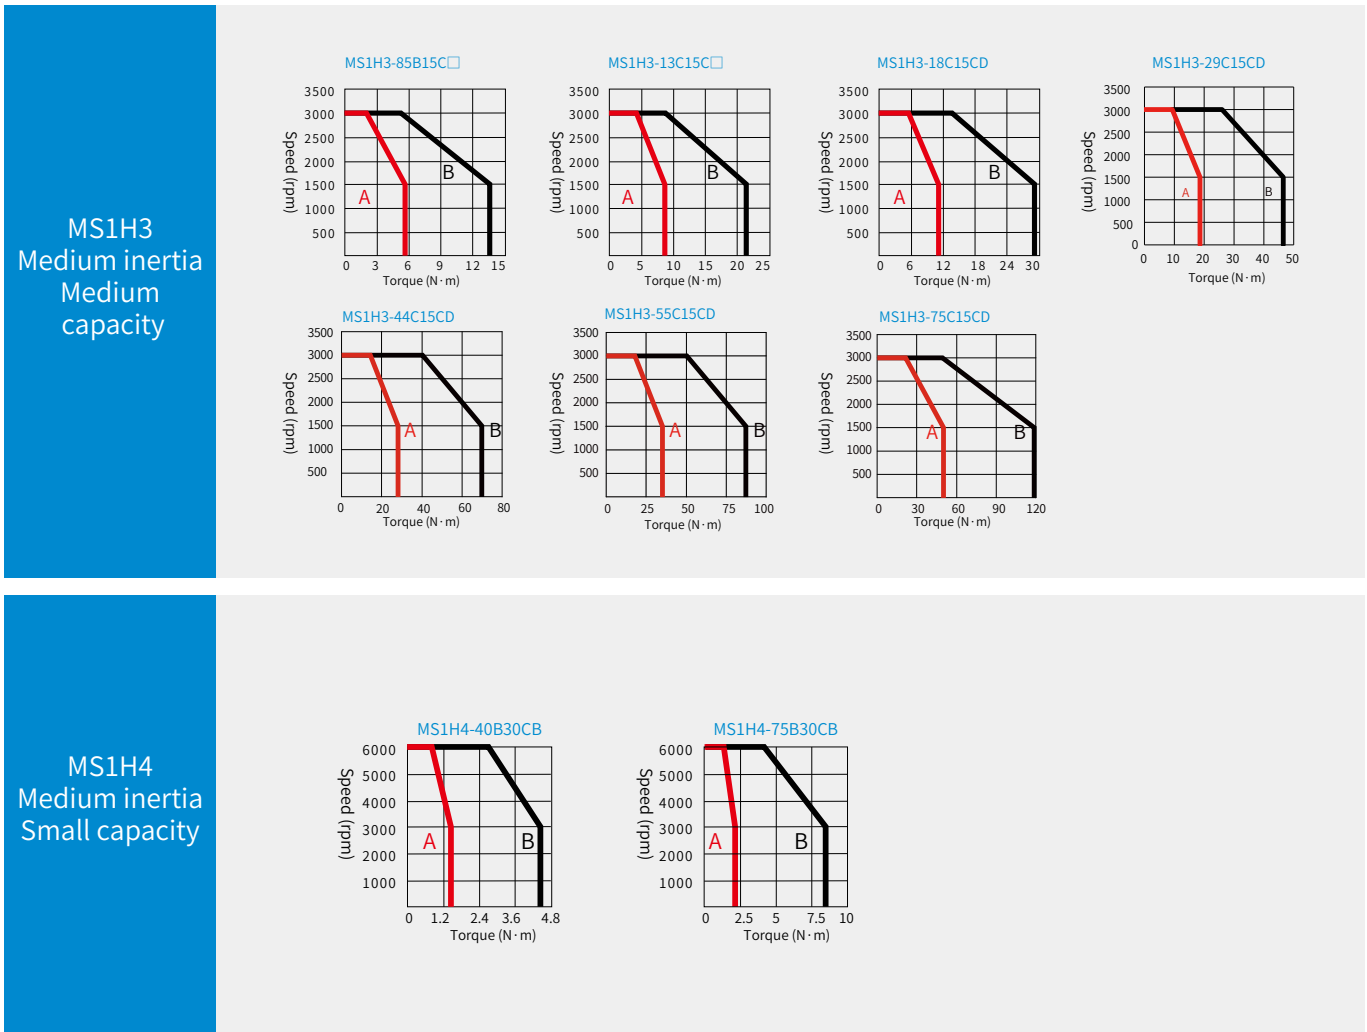 MS1H3
Medium inertia
Medium
capacity
MS1H3-85B15C□
3500
3000
2500
2000
1500
1000
500
Speed (rpm)
A
B
0 3 6 9 12 15
Torque (N·m)
MS1H3-13C15C□
3500
3000
2500
2000
1500
1000
500
Speed (rpm)
A
B
0 5 10 15 20 25
Torque (N·m)
MS1H3-18C15CD
3500
3000
2500
2000
1500
1000
500
Speed (rpm)
A
B
0 6 12 18 24 30
Torque (N·m)
MS1H3-29C15CD
3500
3000
2500
2000
1500
1000
500
0
Speed (rpm)
A
B
0 10 20 30 40 50
Torque (N·m)
MS1H3-44C15CD
3500
3000
2500
2000
1500
1000
500
Speed (rpm)
A
B
0 20 40 60 80
Torque (N·m)
MS1H3-55C15CD
3500
3000
2500
2000
1500
1000
500
Speed (rpm)
A
B
0 25 50 75 100
Torque (N·m)
MS1H3-75C15CD
3500
3000
2500
2000
1500
1000
500
Speed (rpm)
A
B
0 30 60 90 120
Torque (N·m)
MS1H4
Medium inertia
Small capacity
MS1H4-40B30CB
6000
5000
4000
3000
2000
1000
Speed (rpm)
A
B
0 1.2 2.4 3.6 4.8
Torque (N·m)
MS1H4-75B30CB
6000
5000
4000
3000
2000
1000
Speed (rpm)
A
B
0 2.5 5 7.5 10
Torque (N·m)